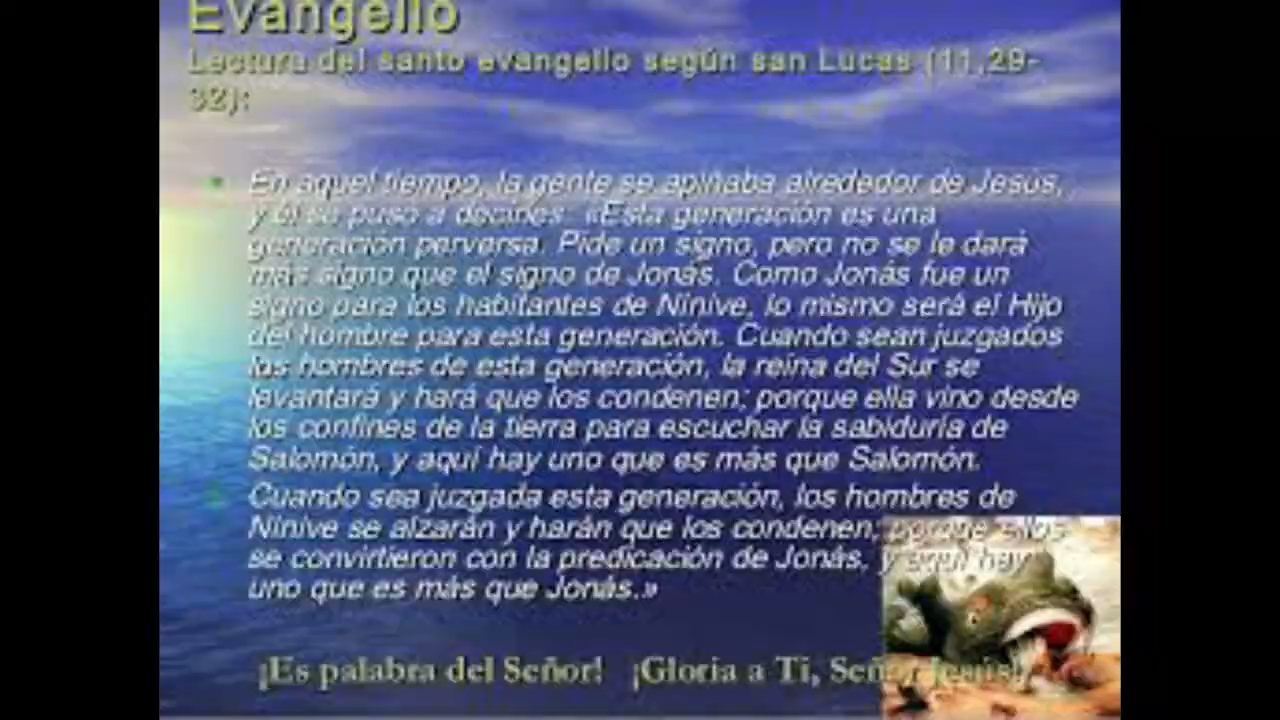 Evangelio
Lectura del santo evangelio según san Lucas (11,29-
32):
En aquel tiempo, la gente se apiñaba alrededor de Jesús,
y él se puso a decirles: «Esta generación es una
generación perversa. Pide un signo, pero no se le dará
más signo que el signo de Jonás. Como Jonás fue un
signo para los habitantes de Nínive, lo mismo será el Hijo
del hombre para esta generación. Cuando sean juzgados
los hombres de esta generación, la reina del Sur se
levantará y hará que los condenen; porque ella vino desde
los confines de la tierra para escuchar la sabiduría de
Salomón, y aquí hay uno que es más que Salomón.
Cuando sea juzgada esta generación, los hombres de
Nínive se alzarán y harán que los condenen; porque ellos
se convirtieron con la predicación de Jonás, y aquí hay
uno que es más que Jonás.»
¡Es palabra del Señor! ¡Gloria a Ti, Señor Jesús!